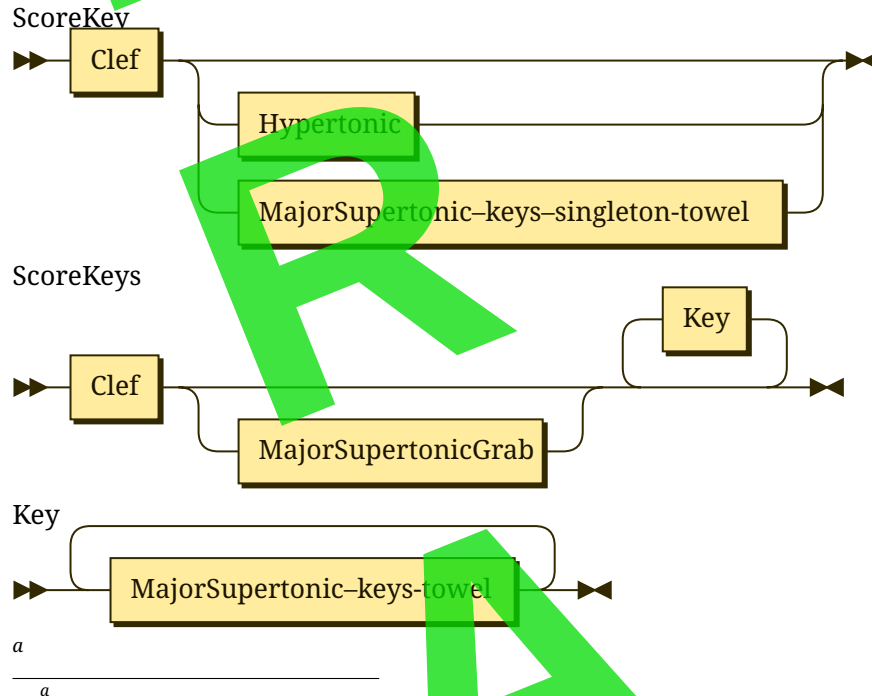 ScoreKey
Clef
Hypertonic
MajorSupertonic–keys–singleton-towel
ScoreKeys
Key
Clef
MajorSupertonicGrab
Key
MajorSupertonic–keys-towel
a
a